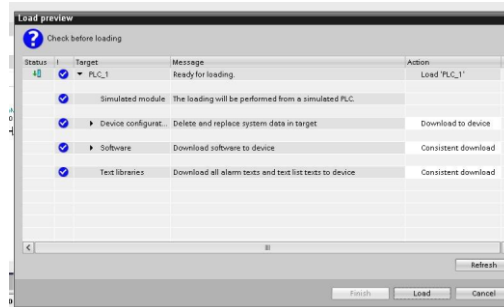 Load preview
Check before loading
Status ! Target Message Action
PLC_1 Ready for loading. Load 'PLC_1'
Simulated module The loading will be performed from a simulated PLC.
Device configurat... Delete and replace system data in target Download to device
Software Download software to device Consistent download
Text libraries Download all alarm texts and text list texts to device Consistent download
Refresh
Finish Load Cancel